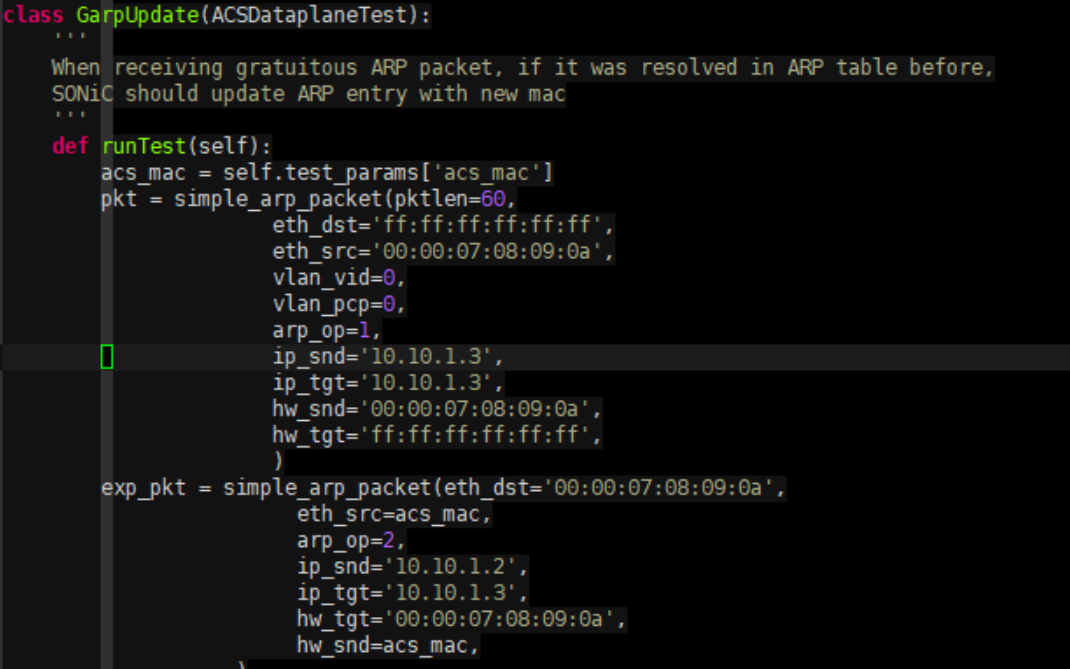 class GarpUpdate(ACSDataplaneTest):
    '''
    When receiving gratuitous ARP packet, if it was resolved in ARP table before,
    SONiC should update ARP entry with new mac
    '''
    def runTest(self):
        acs_mac = self.test_params['acs_mac']
        pkt = simple_arp_packet(pktlen=60,
                      eth_dst='ff:ff:ff:ff:ff:ff',
                      eth_src='00:00:07:08:09:0a',
                      vlan_vid=0,
                      vlan_pcp=0,
                      arp_op=1,
                      ip_snd='10.10.1.3',
                      ip_tgt='10.10.1.3',
                      hw_snd='00:00:07:08:09:0a',
                      hw_tgt='ff:ff:ff:ff:ff:ff',
                      )
        exp_pkt = simple_arp_packet(eth_dst='00:00:07:08:09:0a',
                        eth_src=acs_mac,
                        arp_op=2,
                        ip_snd='10.10.1.2',
                        ip_tgt='10.10.1.3',
                        hw_tgt='00:00:07:08:09:0a',
                        hw_snd=acs_mac,
                   )